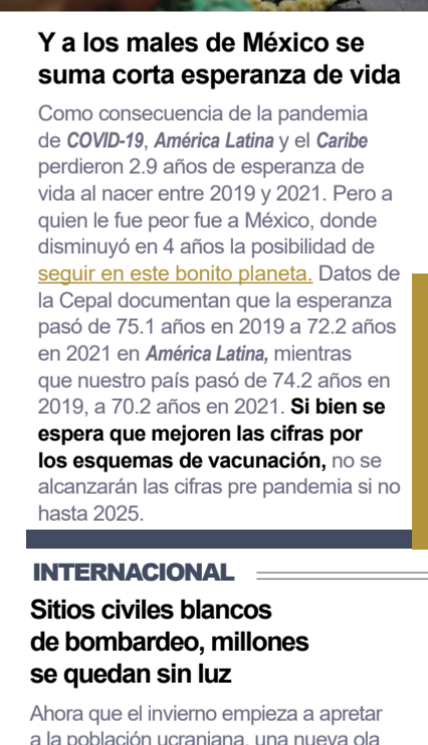 Y a los males de México se
suma corta esperanza de vida
Como consecuencia de la pandemia
de COVID-19, América Latina y el Caribe
perdieron 2.9 años de esperanza de
vida al nacer entre 2019 y 2021. Pero a
quien le fue peor fue a México, donde
disminuyó en 4 años la posibilidad de
seguir en este bonito planeta. Datos de
la Cepal documentan que la esperanza
pasó de 75.1 años en 2019 a 72.2 años
en 2021 en América Latina, mientras
que nuestro país pasó de 74.2 años en
2019, a 70.2 años en 2021. Si bien se
espera que mejoren las cifras por
los esquemas de vacunación, no se
alcanzarán las cifras pre pandemia si no
hasta 2025.
INTERNACIONAL
Sitios civiles blancos
de bombardeo, millones
se quedan sin luz
Ahora que el invierno empieza a apretar
a la población ucraniana, una nueva ola